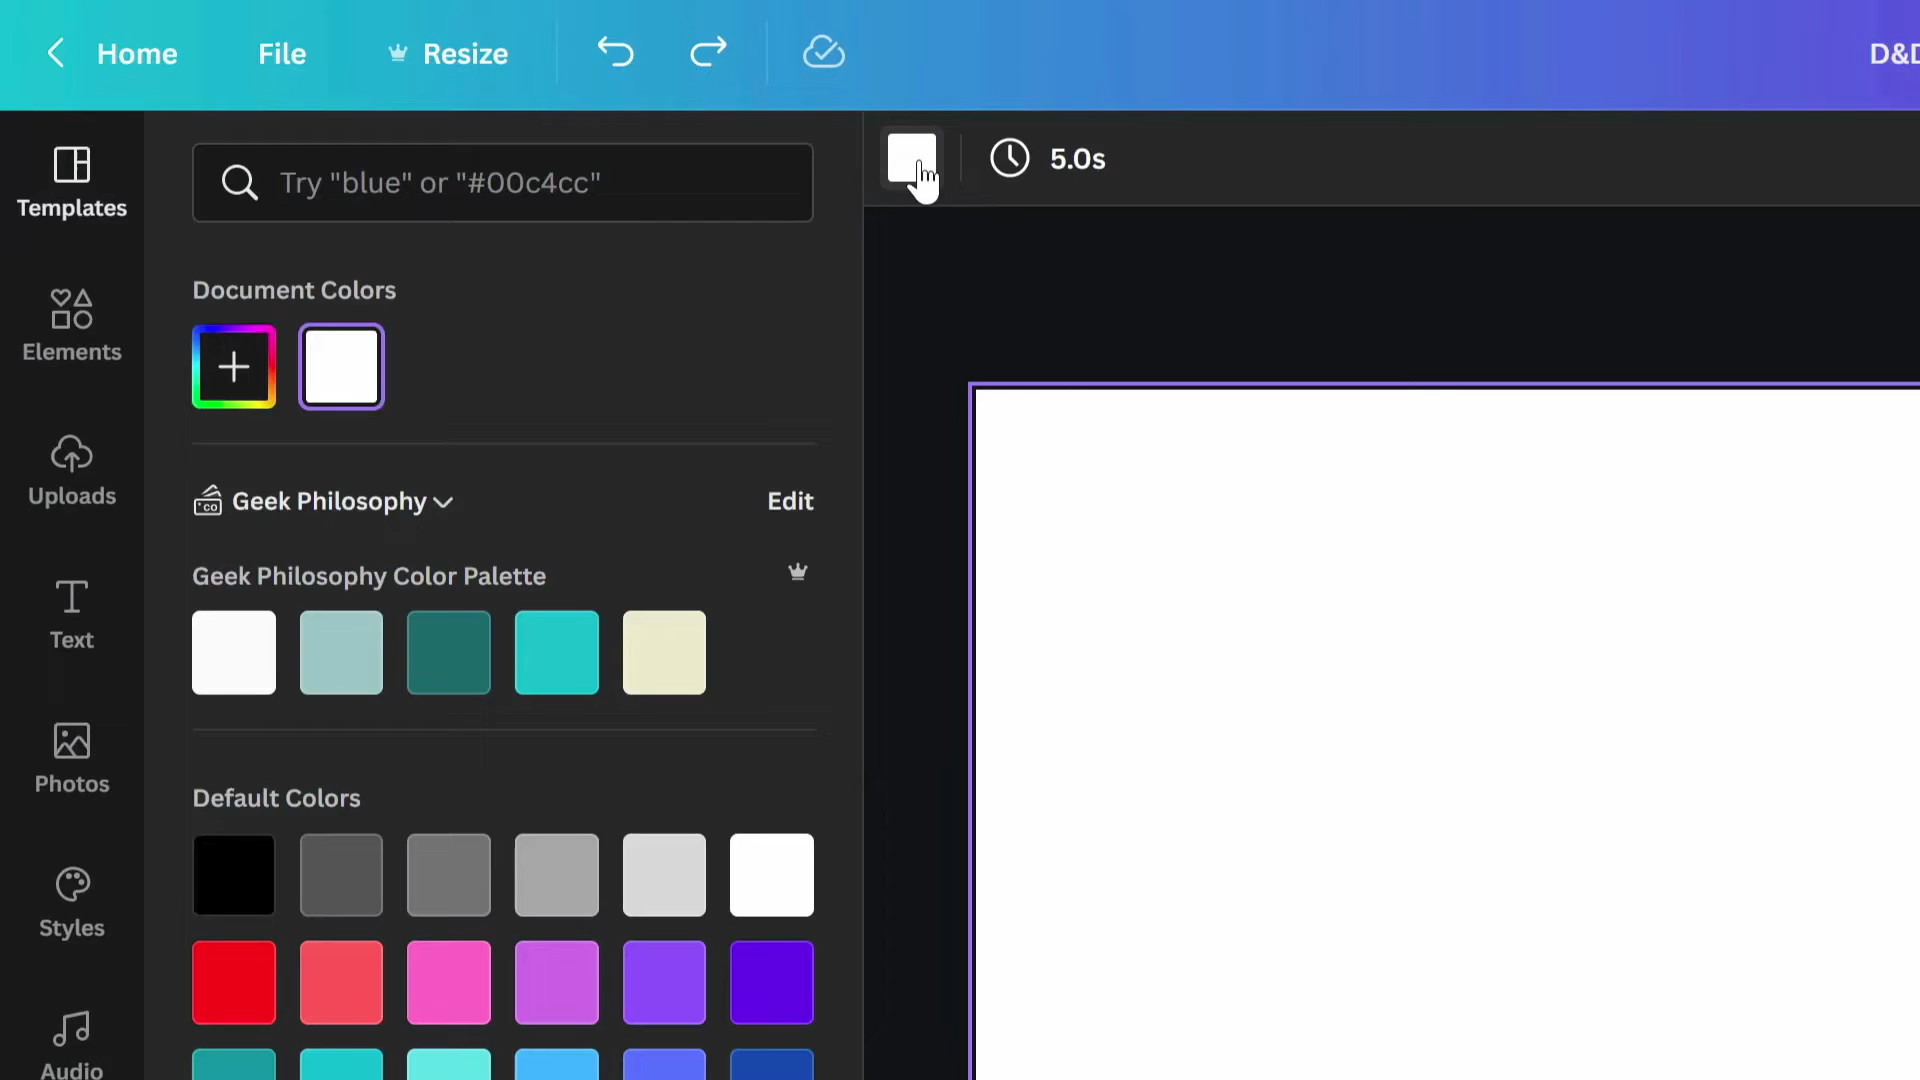 Home
File
Resize
D&D
5.0s
Try "blue" or "#00c4cc"
Templates
Document Colors
Elements
Uploads
co Geek Philosophy
Edit
Geek Philosophy Color Palette
Text
Photos
Default Colors
Styles
Audio